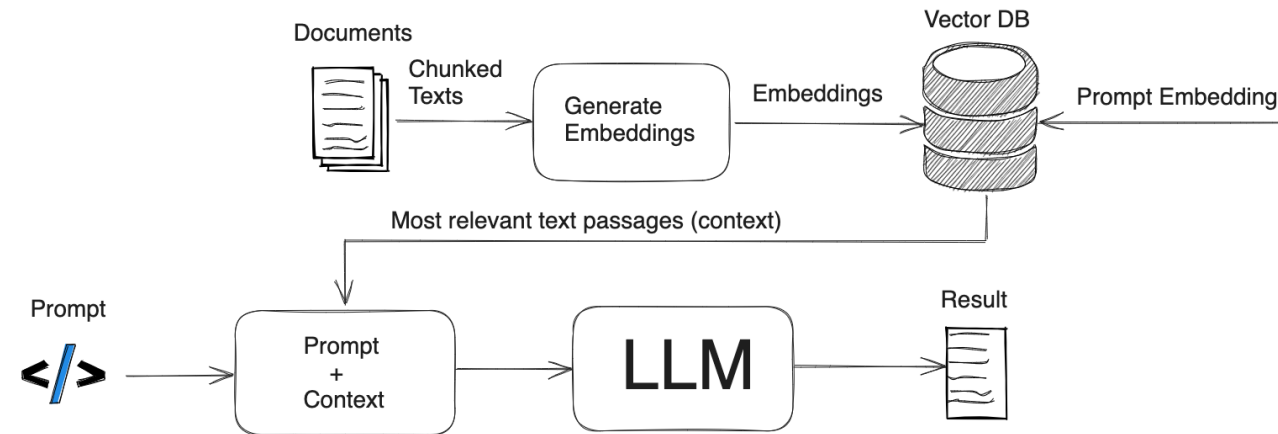 Documents
Chunked
Texts
Generate
Embeddings
Embeddings
Vector DB
Prompt Embedding
Most relevant text passages (context)
Prompt
</>
Prompt
+
Context
LLM
Result